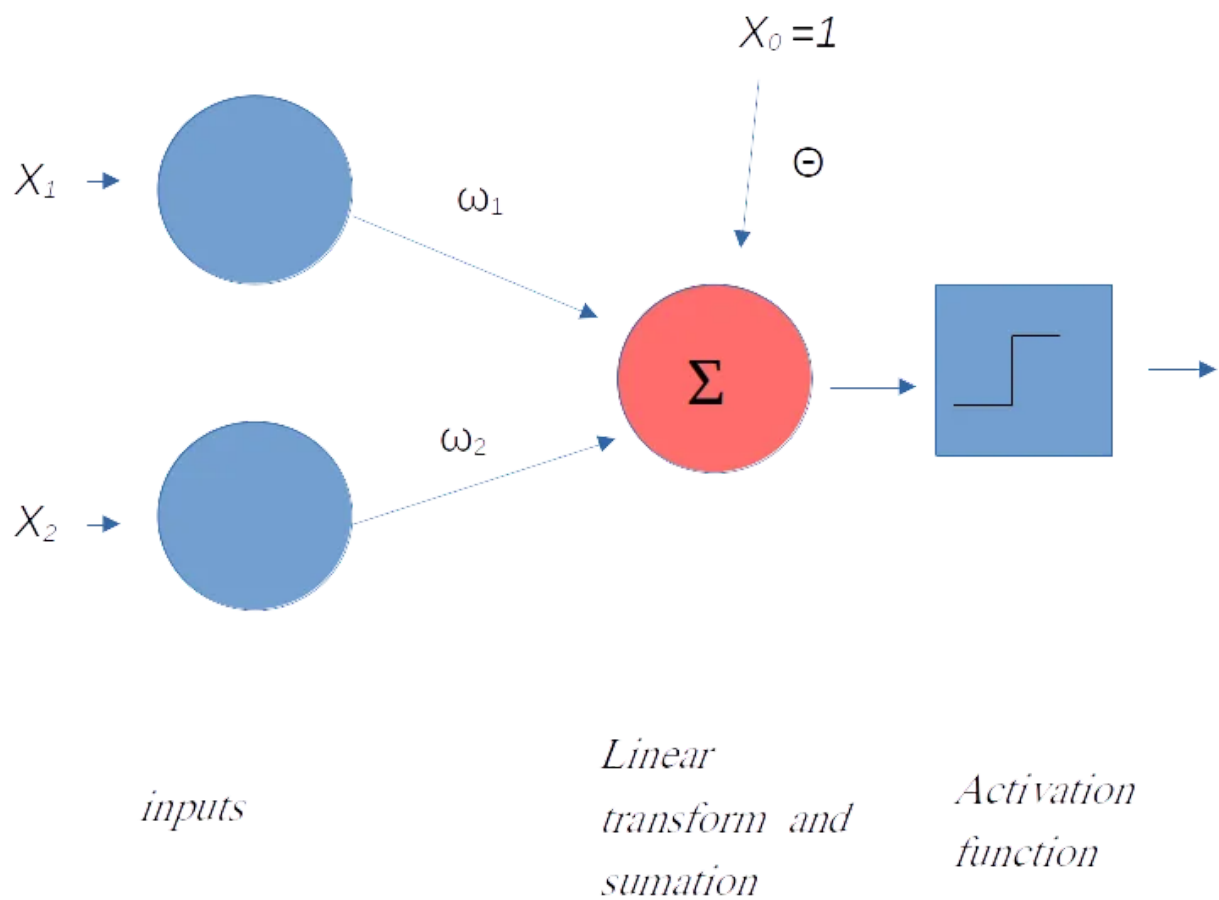 X₀ =1
Θ
X₁
ω₁
Σ
ω₂
X₂
inputs
Linear
transform and
sumation
Activation
function